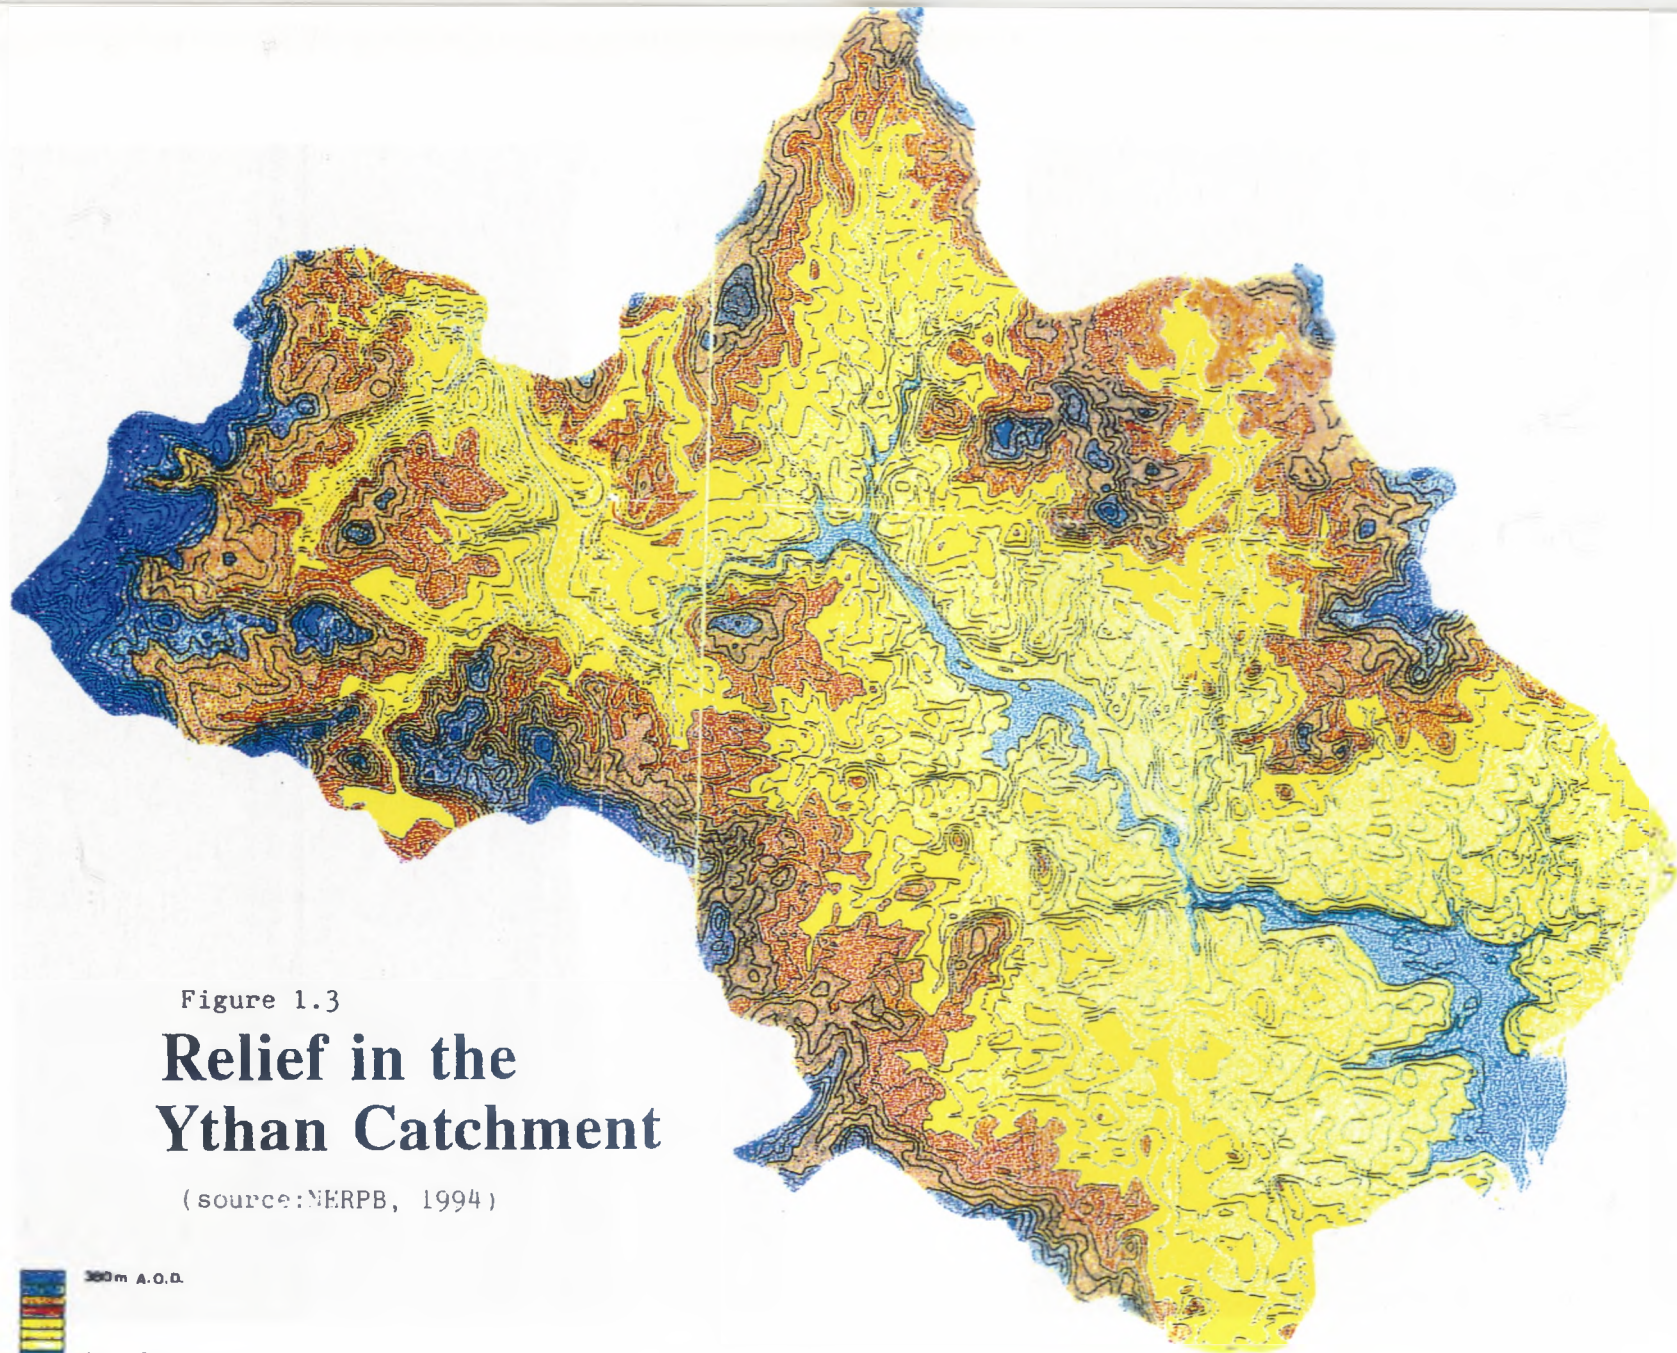 Figure 1.3
Relief in the
Ythan Catchment
(source:NERPB, 1994)
m A.O.D.